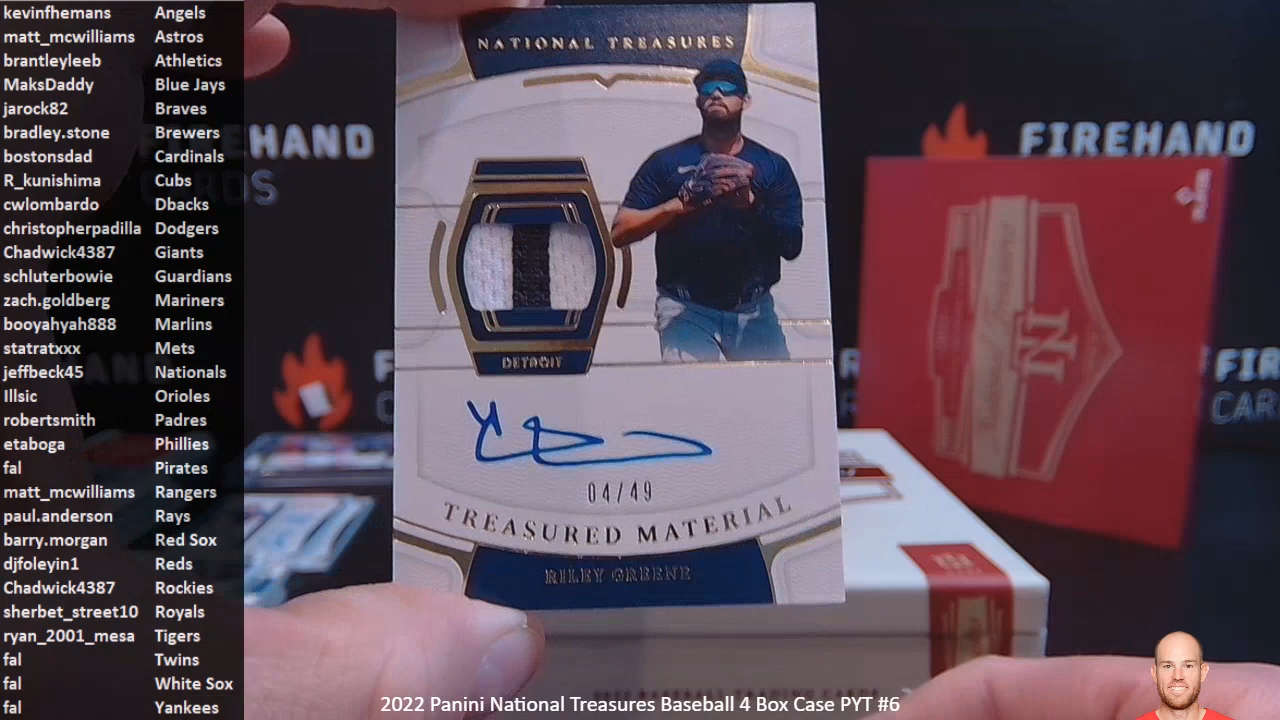 kevinfhemans Angels
matt_mcwilliams Astros
brantleyleeb Athletics
MaksDaddy Blue Jays
jarock82 Braves
bradley.stone Brewers
bostonsdad Cardinals
R_kunishima Cubs
cwlombardo Dbacks
christopherpadilla Dodgers
Chadwick4387 Giants
schluterbowie Guardians
zach.goldberg Mariners
booyahyah888 Marlins
statratxxx Mets
jeffbeck45 Nationals
Illsic Orioles
robertsmith Padres
etaboga Phillies
fal Pirates
matt_mcwilliams Rangers
paul.anderson Rays
barry.morgan Red Sox
djfoleyin1 Reds
Chadwick4387 Rockies
sherbet_street10 Royals
ryan_2001_mesa Tigers
fal Twins
fal White Sox
fal Yankees
NATIONAL TREASURES
DETROIT
04/49
TREASURED MATERIAL
RILEY GREENE
FIREHAND
CARDS
FIREHAND
NT
FIR
CAR
2022 Panini National Treasures Baseball 4 Box Case PYT #6